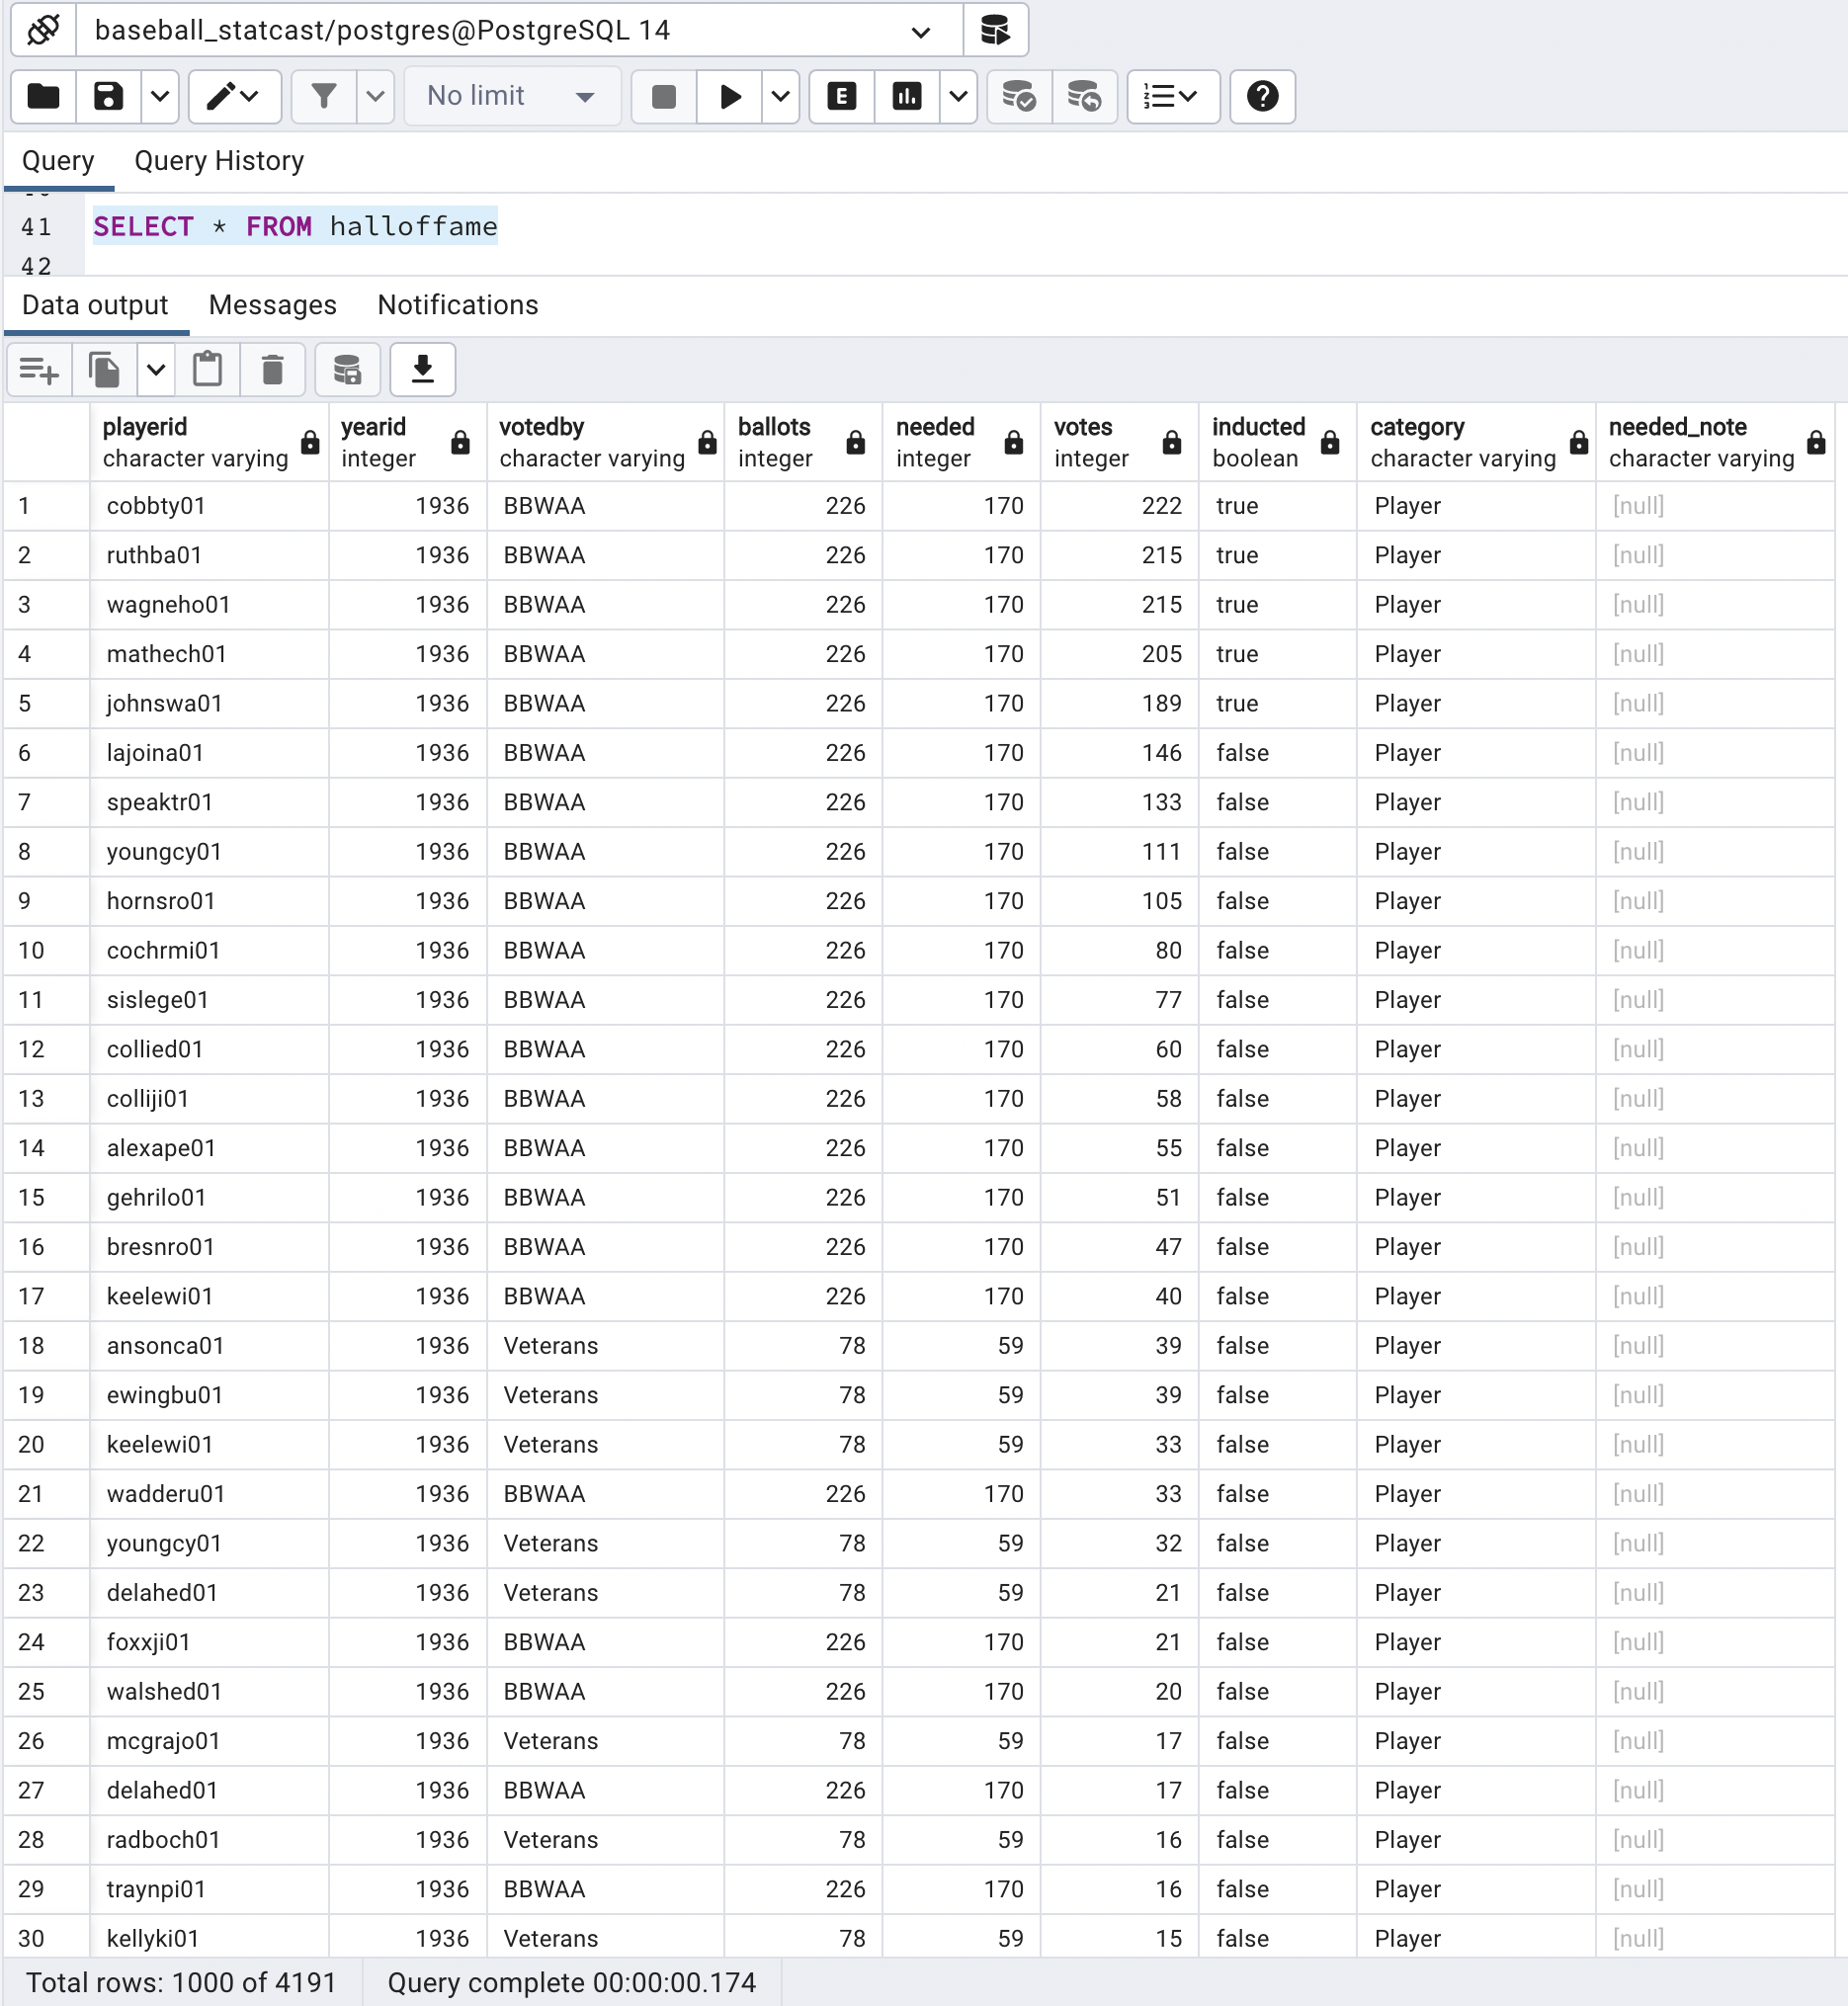 baseball_statcast/postgres@PostgreSQL 14
No limit
E
Query Query History
41 SELECT * FROM halloffame
42
Data output Messages Notifications
playerid yearid votedby ballots needed votes inducted category needed_note
character varying integer character varying integer integer integer boolean character varying character varying
1 cobbty01 1936 BBWAA 226 170 222 true Player [null]
2 ruthba01 1936 BBWAA 226 170 215 true Player [null]
3 wagneho01 1936 BBWAA 226 170 215 true Player [null]
4 mathech01 1936 BBWAA 226 170 205 true Player [null]
5 johnswa01 1936 BBWAA 226 170 189 true Player [null]
6 lajoina01 1936 BBWAA 226 170 146 false Player [null]
7 speaktr01 1936 BBWAA 226 170 133 false Player [null]
8 youngcy01 1936 BBWAA 226 170 111 false Player [null]
9 hornsro01 1936 BBWAA 226 170 105 false Player [null]
10 cochrmi01 1936 BBWAA 226 170 80 false Player [null]
11 sislege01 1936 BBWAA 226 170 77 false Player [null]
12 collied01 1936 BBWAA 226 170 60 false Player [null]
13 colliji01 1936 BBWAA 226 170 58 false Player [null]
14 alexape01 1936 BBWAA 226 170 55 false Player [null]
15 gehrilo01 1936 BBWAA 226 170 51 false Player [null]
16 bresnro01 1936 BBWAA 226 170 47 false Player [null]
17 keelewi01 1936 BBWAA 226 170 40 false Player [null]
18 ansonca01 1936 Veterans 78 59 39 false Player [null]
19 ewingbu01 1936 Veterans 78 59 39 false Player [null]
20 keelewi01 1936 Veterans 78 59 33 false Player [null]
21 wadderu01 1936 BBWAA 226 170 33 false Player [null]
22 youngcy01 1936 Veterans 78 59 32 false Player [null]
23 delahed01 1936 Veterans 78 59 21 false Player [null]
24 foxxji01 1936 BBWAA 226 170 21 false Player [null]
25 walshed01 1936 BBWAA 226 170 20 false Player [null]
26 mcgrajo01 1936 Veterans 78 59 17 false Player [null]
27 delahed01 1936 BBWAA 226 170 17 false Player [null]
28 radboch01 1936 Veterans 78 59 16 false Player [null]
29 traynpi01 1936 BBWAA 226 170 16 false Player [null]
30 kellyki01 1936 Veterans 78 59 15 false Player [null]
Total rows: 1000 of 4191 Query complete 00:00:00.174